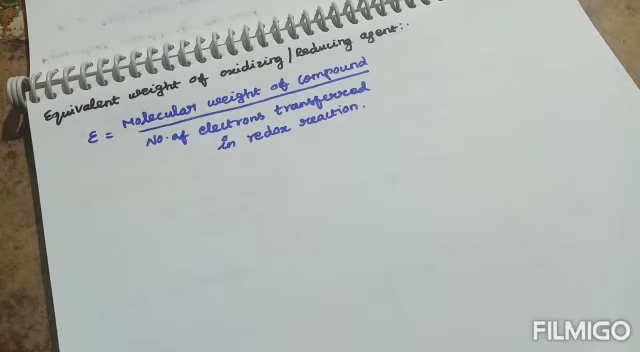 Equivalent weight of oxidizing/Reducing agent:-
E = Molecular weight of compound
No. of electrons transferred
in redox reaction.
FILMIGO